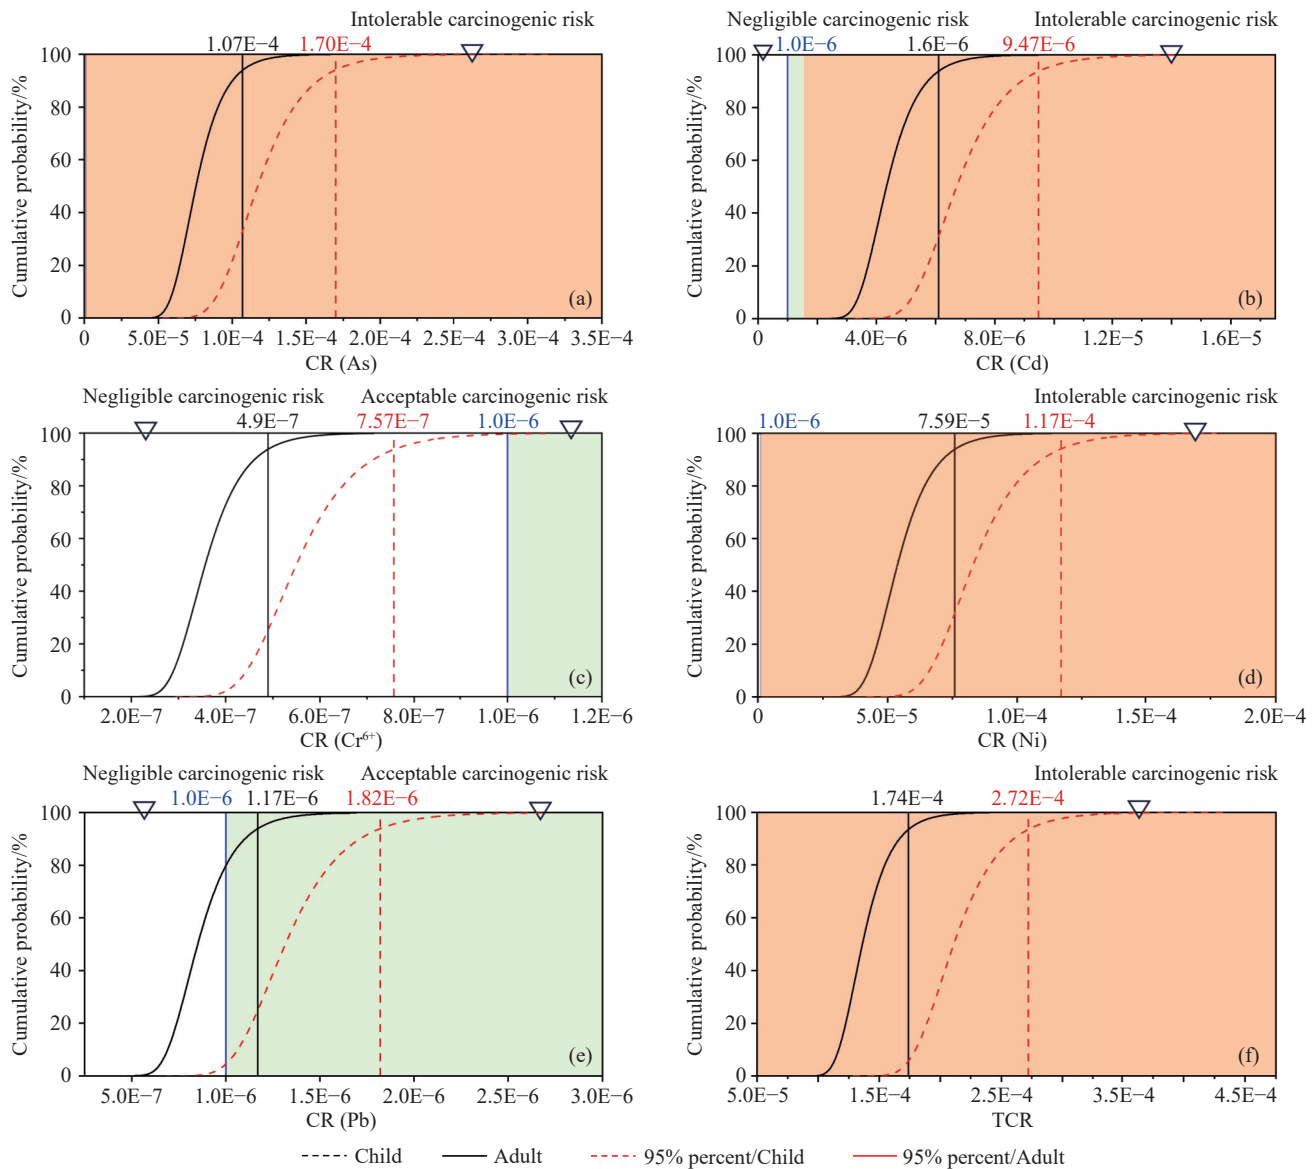 Intolerable carcinogenic risk
1.07E−4 1.70E−4
100
80
60
40
20
0
Cumulative probability/%
(a)
0 5.0E−5 1.0E−4 1.5E−4 2.0E−4 2.5E−4 3.0E−4 3.5E−4
CR (As)
Negligible carcinogenic risk Intolerable carcinogenic risk
1.0E−6 1.6E−6 9.47E−6
100
80
60
40
20
0
Cumulative probability/%
(b)
0 4.0E−6 8.0E−6 1.2E−5 1.6E−5
CR (Cd)
Negligible carcinogenic risk Acceptable carcinogenic risk
4.9E−7 7.57E−7 1.0E−6
100
80
60
40
20
0
Cumulative probability/%
(c)
2.0E−7 4.0E−7 6.0E−7 8.0E−7 1.0E−6 1.2E−6
CR (Cr⁶⁺)
Intolerable carcinogenic risk
1.0E−6 7.59E−5 1.17E−4
100
80
60
40
20
0
Cumulative probability/%
(d)
0 5.0E−5 1.0E−4 1.5E−4 2.0E−4
CR (Ni)
Negligible carcinogenic risk Acceptable carcinogenic risk
1.0E−6 1.17E−6 1.82E−6
100
80
60
40
20
0
Cumulative probability/%
(e)
5.0E−7 1.0E−6 1.5E−6 2.0E−6 2.5E−6 3.0E−6
CR (Pb)
Intolerable carcinogenic risk
1.74E−4 2.72E−4
100
80
60
40
20
0
Cumulative probability/%
(f)
5.0E−5 1.5E−4 2.5E−4 3.5E−4 4.5E−4
TCR
Child Adult 95% percent/Child 95% percent/Adult